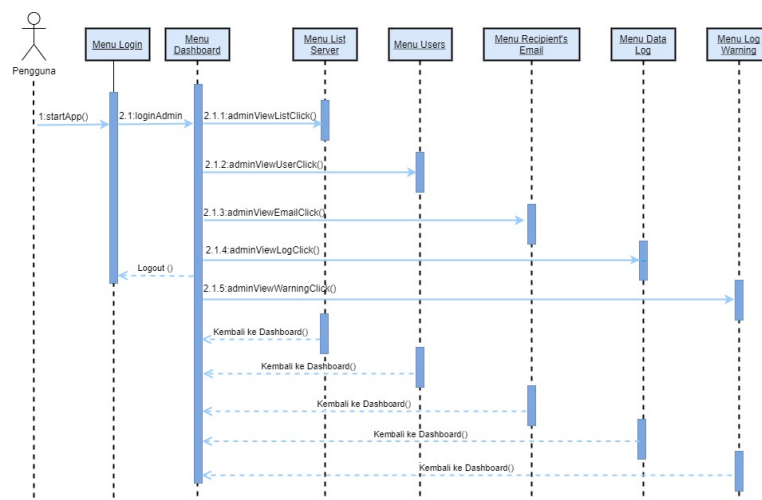 Pengguna
Menu Login
Menu
Dashboard
Menu List
Server
Menu Users
Menu Recipient's
Email
Menu Data
Log
Menu Log
Warning
1:startApp()
2.1:loginAdmin
2.1.1:adminViewListClick()
2.1.2:adminViewUserClick()
2.1.3:adminViewEmailClick()
2.1.4:adminViewLogClick()
Logout ()
2.1.5:adminViewWarningClick()
Kembali ke Dashboard()
Kembali ke Dashboard()
Kembali ke Dashboard()
Kembali ke Dashboard()
Kembali ke Dashboard()